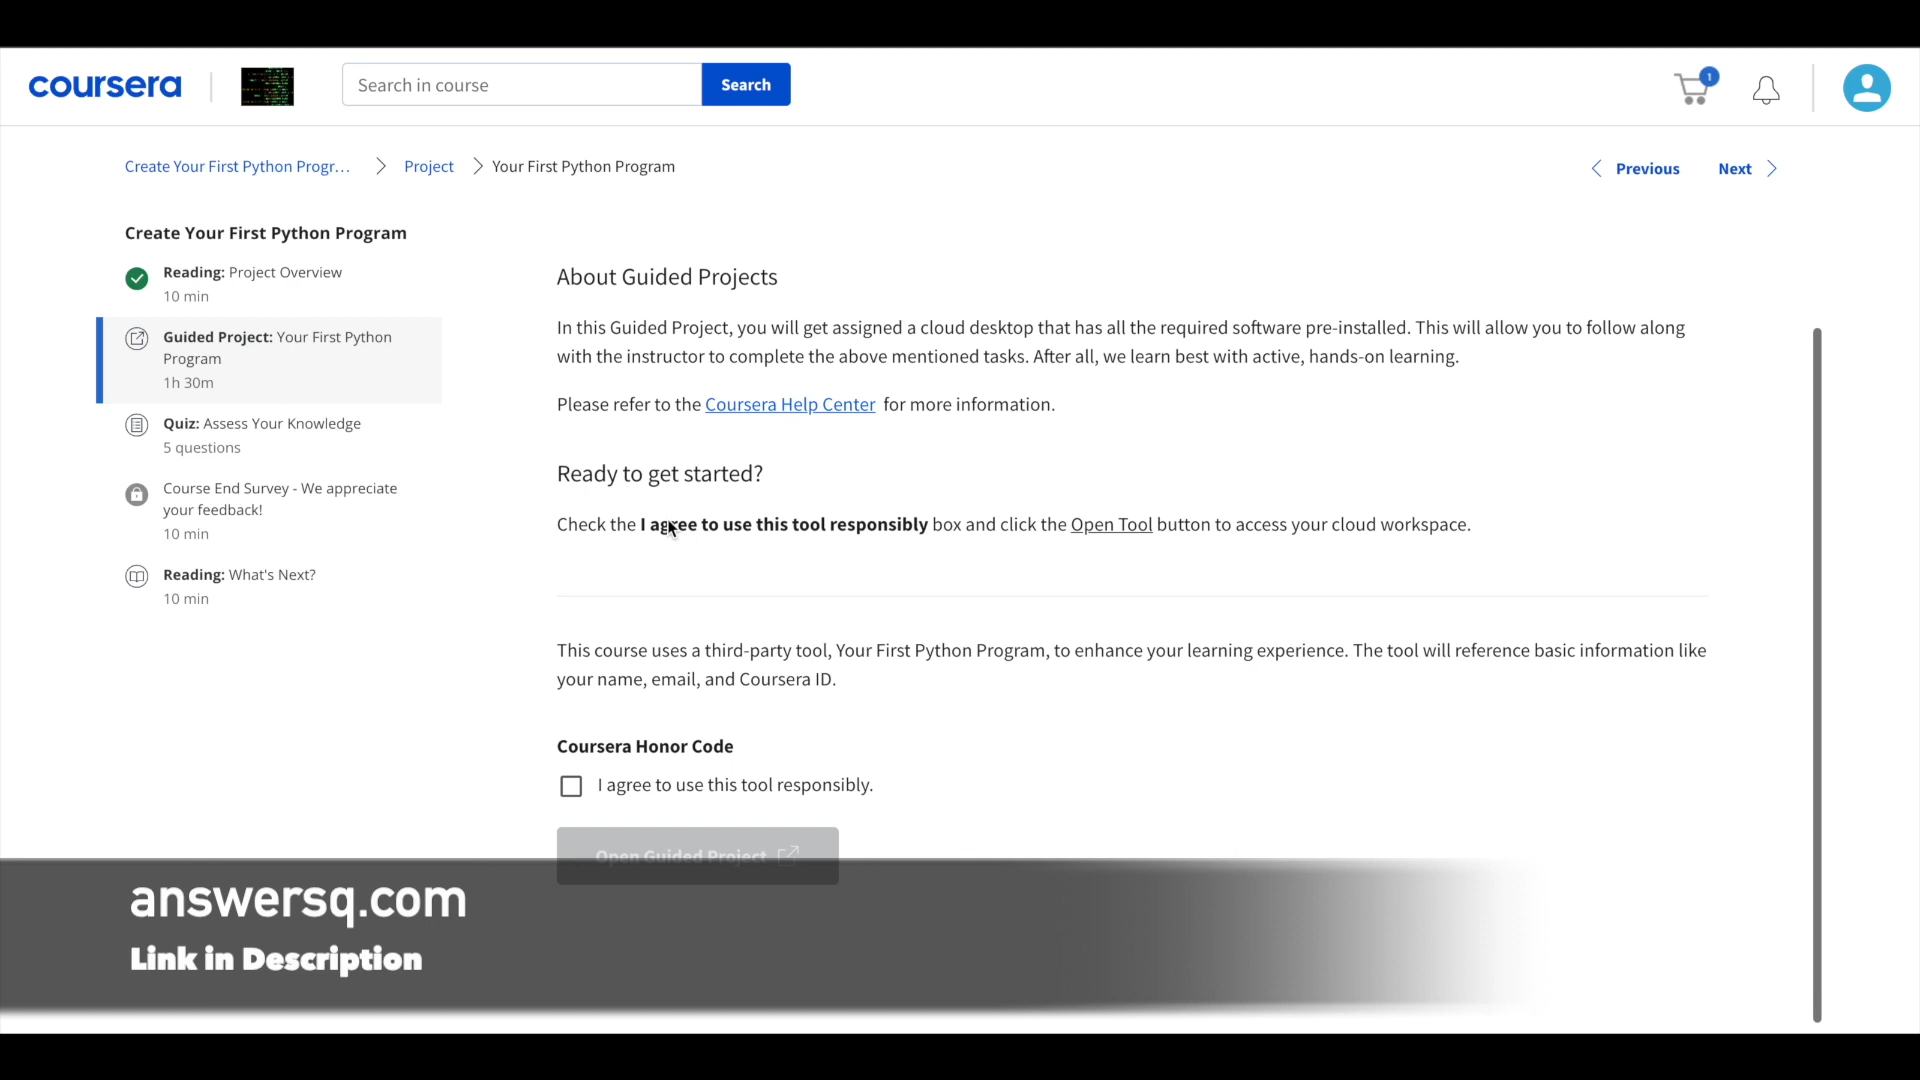 coursera
Search in course
Search
1
Create Your First Python Progr...
Project
Your First Python Program
Previous
Next
Create Your First Python Program
Reading: Project Overview
10 min
Guided Project: Your First Python
Program
1h 30m
Quiz: Assess Your Knowledge
5 questions
Course End Survey - We appreciate
your feedback!
10 min
Reading: What's Next?
10 min
About Guided Projects
In this Guided Project, you will get assigned a cloud desktop that has all the required software pre-installed. This will allow you to follow along
with the instructor to complete the above mentioned tasks. After all, we learn best with active, hands-on learning.
Please refer to the Coursera Help Center for more information.
Ready to get started?
Check the I agree to use this tool responsibly box and click the Open Tool button to access your cloud workspace.
This course uses a third-party tool, Your First Python Program, to enhance your learning experience. The tool will reference basic information like
your name, email, and Coursera ID.
Coursera Honor Code
I agree to use this tool responsibly.
Open Guided Project
answersq.com
Link in Description